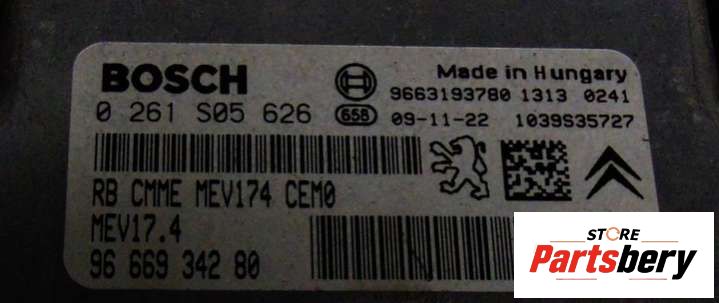 BOSCH
Made in Hungary
9663193780 1313 0241
0 261 S05 626
658
09-11-22 1039S35727
RB CMME MEV174 CEM0
MEV17.4
96 669 342 80
STORE
Partsbery